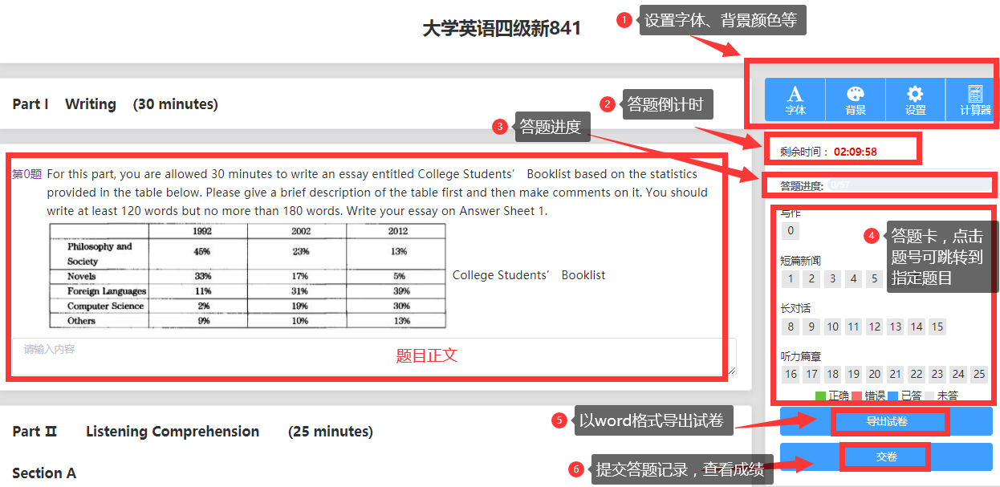 大学英语四级新841
1 设置字体、背景颜色等
Part I Writing (30 minutes)
2 答题倒计时
3 答题进度
字体 背景 设置 计算器
剩余时间： 02:09:58
答题进度: 0/57
第0题 For this part, you are allowed 30 minutes to write an essay entitled College Students’ Booklist based on the statistics
provided in the table below. Please give a brief description of the table first and then make comments on it. You should
write at least 120 words but no more than 180 words. Write your essay on Answer Sheet 1.
1992 2002 2012
Philosophy and
Society 45% 23% 13%
Novels 33% 17% 5%
Foreign Languages 11% 31% 39%
Computer Science 2% 19% 30%
Others 9% 10% 13%
College Students’ Booklist
请输入内容
题目正文
写作
0
4 答题卡，点击
题号可跳转到
指定题目
短篇新闻
1 2 3 4 5
长对话
8 9 10 11 12 13 14 15
听力篇章
16 17 18 19 20 21 22 23 24 25
正确 错误 已答 未答
5 以word格式导出试卷
导出试卷
Part Ⅱ Listening Comprehension (25 minutes)
6 提交答题记录，查看成绩
交卷
Section A